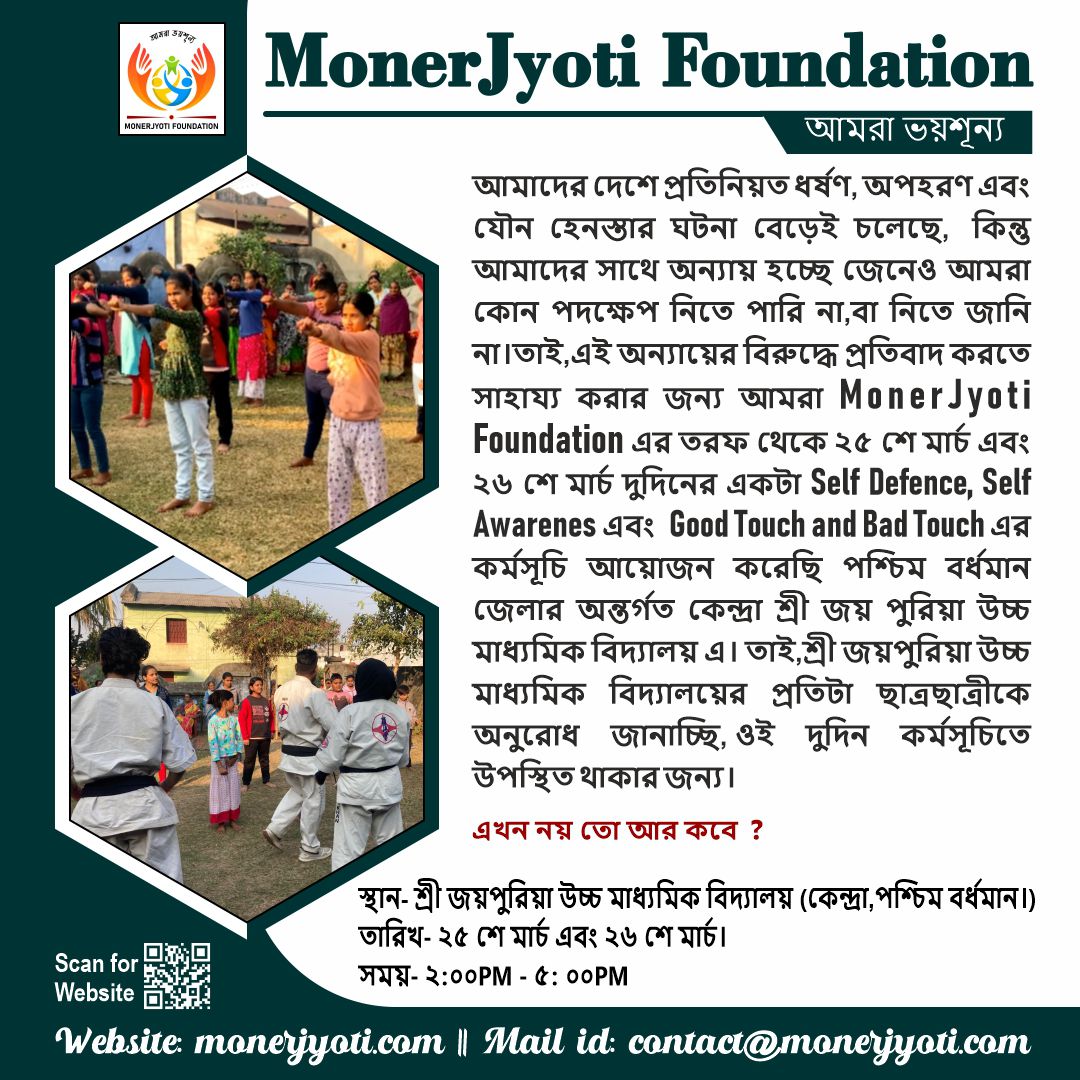 আমরা ভয়শূন্য
MONERJYOTI FOUNDATION
MonerJyoti Foundation
আমরা ভয়শূন্য
আমাদের দেশে প্রতিনিয়ত ধর্ষণ, অপহরণ এবং
যৌন হেনস্তার ঘটনা বেড়েই চলেছে, কিন্তু
আমাদের সাথে অন্যায় হচ্ছে জেনেও আমরা
কোন পদক্ষেপ নিতে পারি না,বা নিতে জানি
না।তাই,এই অন্যায়ের বিরুদ্ধে প্রতিবাদ করতে
সাহায্য করার জন্য আমরা MonerJyoti
Foundation এর তরফ থেকে ২৫ শে মার্চ এবং
২৬ শে মার্চ দুদিনের একটা Self Defence, Self
Awarenes এবং Good Touch and Bad Touch এর
কর্মসূচি আয়োজন করেছি পশ্চিম বর্ধমান
জেলার অন্তর্গত কেন্দ্রা শ্রী জয় পুরিয়া উচ্চ
মাধ্যমিক বিদ্যালয় এ। তাই,শ্রী জয়পুরিয়া উচ্চ
মাধ্যমিক বিদ্যালয়ের প্রতিটা ছাত্রছাত্রীকে
অনুরোধ জানাচ্ছি, ওই দুদিন কর্মসূচিতে
উপস্থিত থাকার জন্য।
এখন নয় তো আর কবে ?
স্থান- শ্রী জয়পুরিয়া উচ্চ মাধ্যমিক বিদ্যালয় (কেন্দ্রা,পশ্চিম বর্ধমান।)
তারিখ- ২৫ শে মার্চ এবং ২৬ শে মার্চ।
সময়- ২:০০PM - ৫: ০০PM
Scan for
Website
Website: monerjyoti.com || Mail id: contact@monerjyoti.com